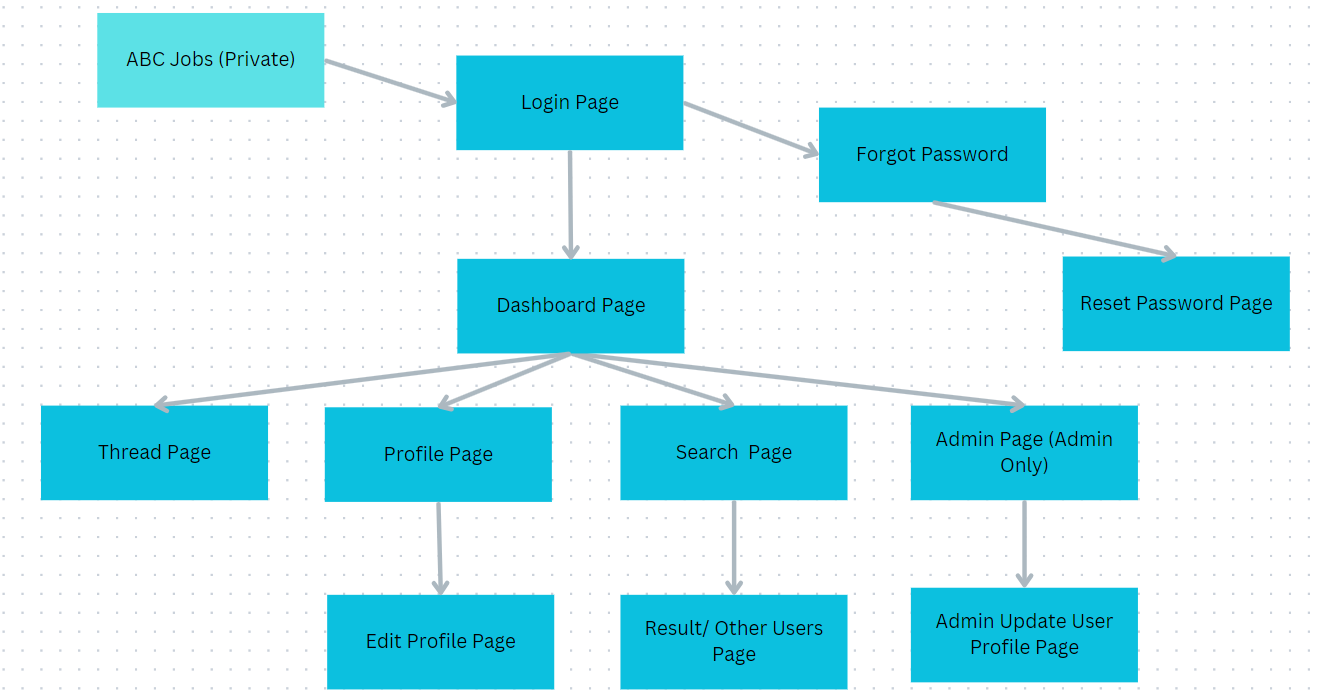 ABC Jobs (Private)
Login Page
Forgot Password
Dashboard Page
Reset Password Page
Thread Page
Profile Page
Search  Page
Admin Page (Admin
Only)
Edit Profile Page
Result/ Other Users
Page
Admin Update User
Profile Page